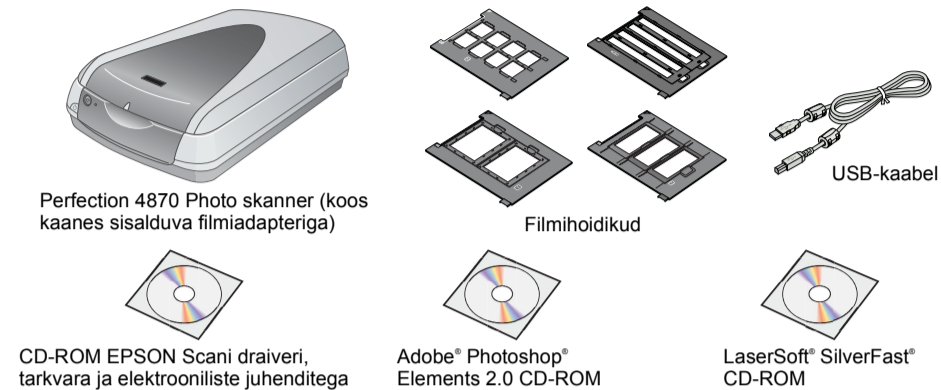 Perfection 4870 Photo skanner (koos
kaanes sisalduva filmiadapteriga)
Filmihoidikud
USB-kaabel
CD-ROM EPSON Scani draiveri,
tarkvara ja elektrooniliste juhenditega
Adobe® Photoshop®
Elements 2.0 CD-ROM
LaserSoft® SilverFast®
CD-ROM